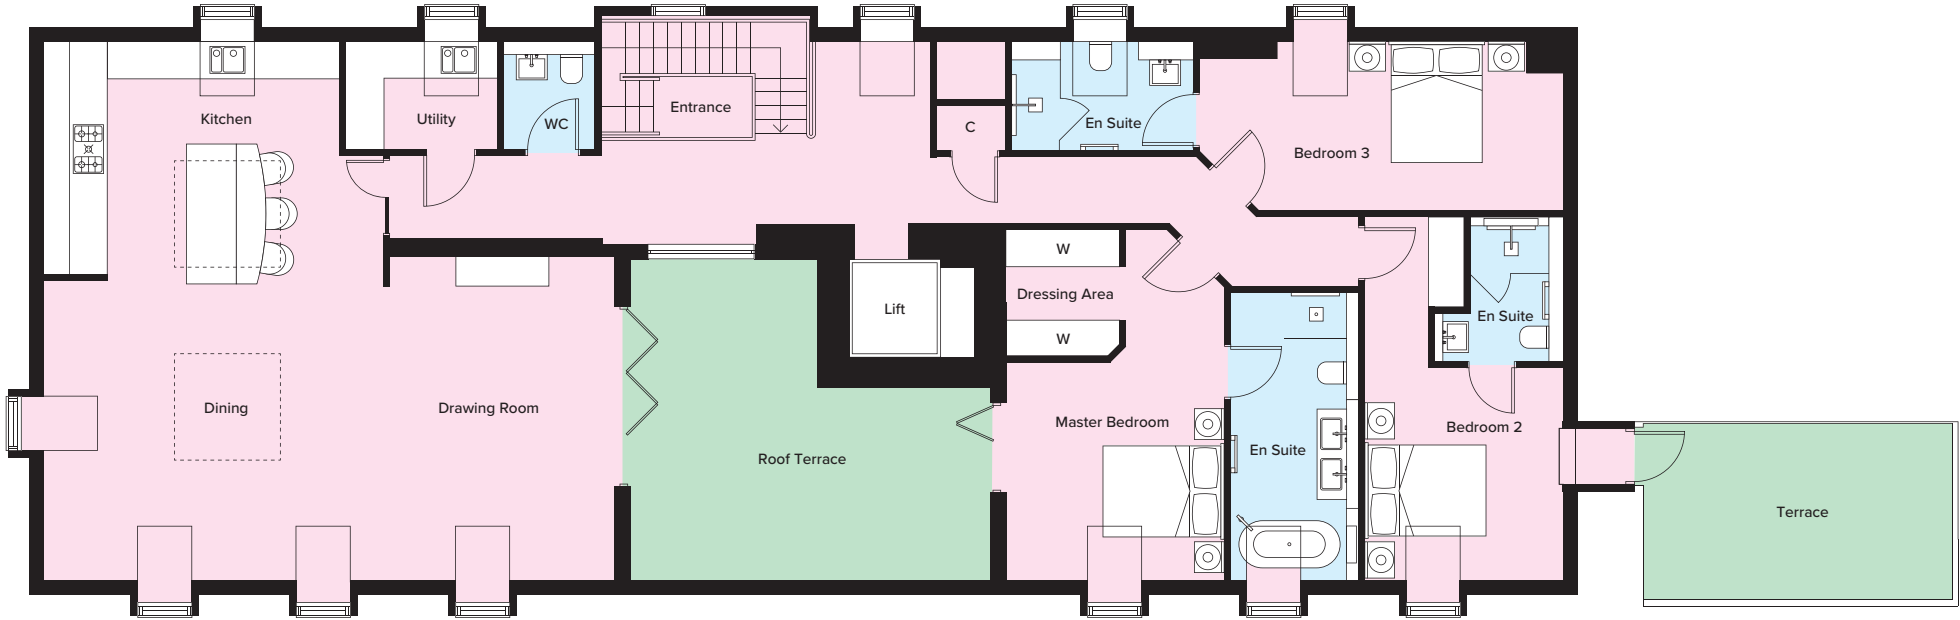 Kitchen
Utility
WC
Entrance
C
En Suite
Bedroom 3
W
Dressing Area
W
Lift
En Suite
Dining
Drawing Room
Roof Terrace
Master Bedroom
En Suite
Bedroom 2
Terrace